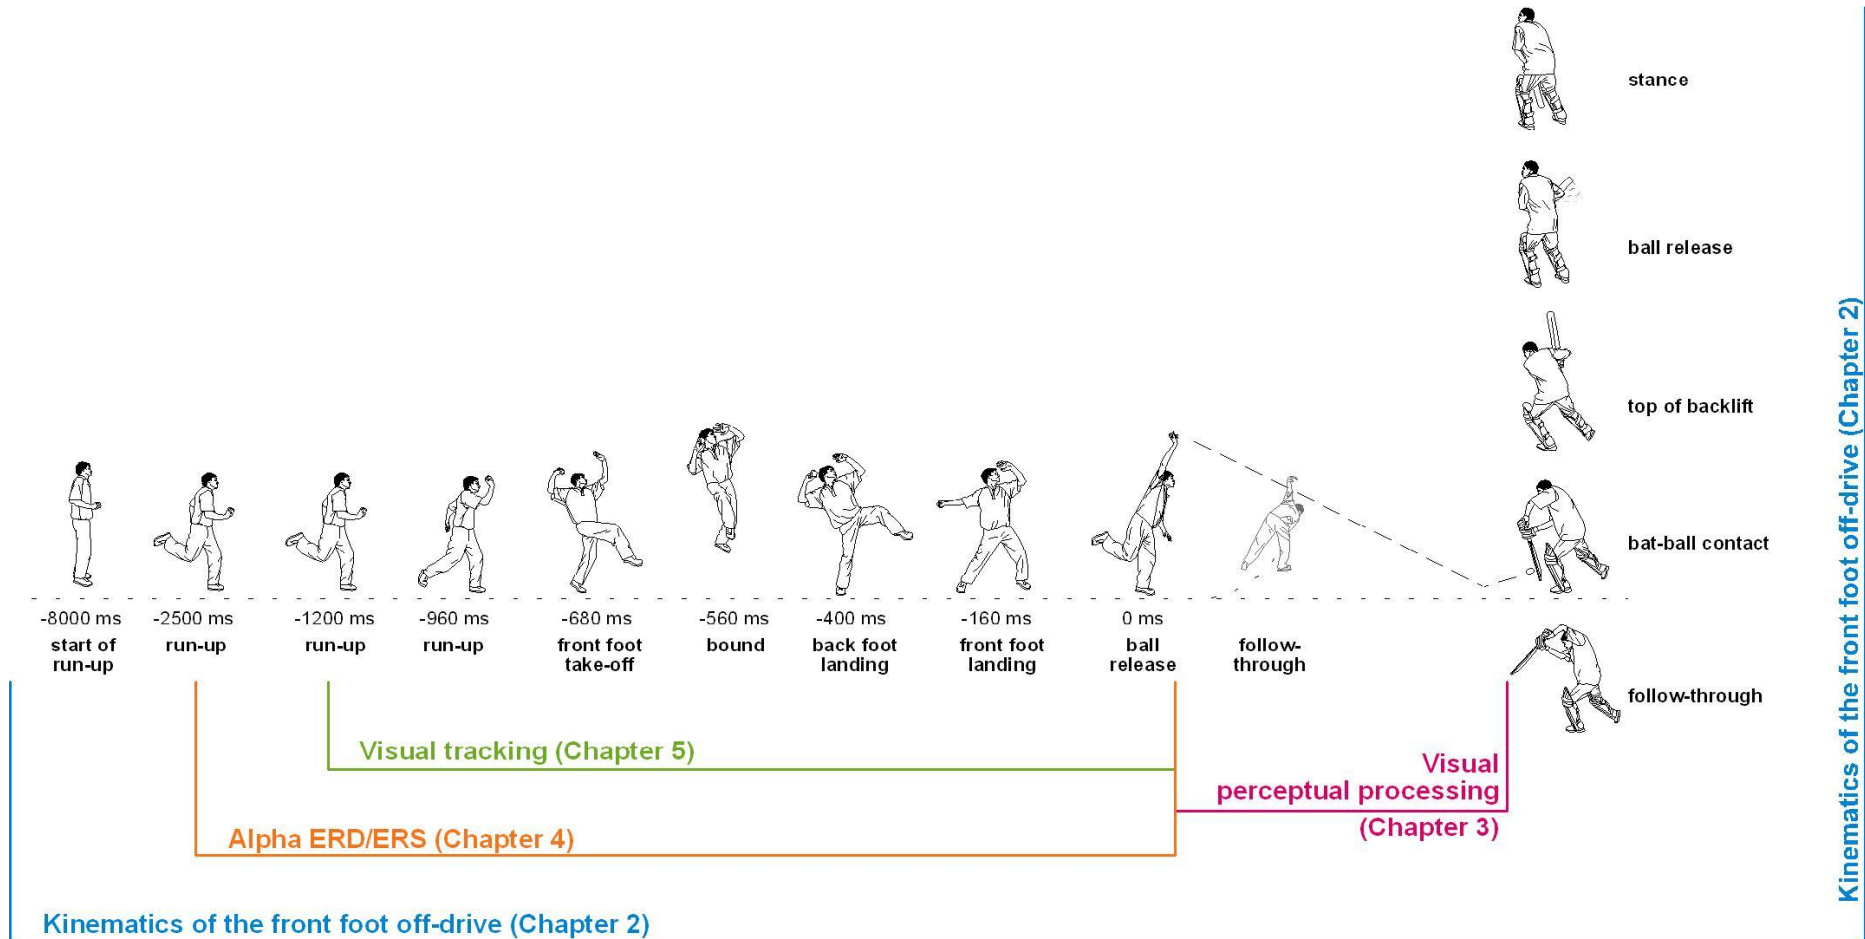 stance
ball release
top of backlift
bat-ball contact
follow-through
-8000 ms
-2500 ms
-1200 ms
-960 ms
-680 ms
-560 ms
-400 ms
-160 ms
0 ms
start of
run-up
run-up
run-up
run-up
front foot
take-off
bound
back foot
landing
front foot
landing
ball
release
follow-
through
Visual tracking (Chapter 5)
Visual
perceptual processing
(Chapter 3)
Alpha ERD/ERS (Chapter 4)
Kinematics of the front foot off-drive (Chapter 2)
Kinematics of the front foot off-drive (Chapter 2)